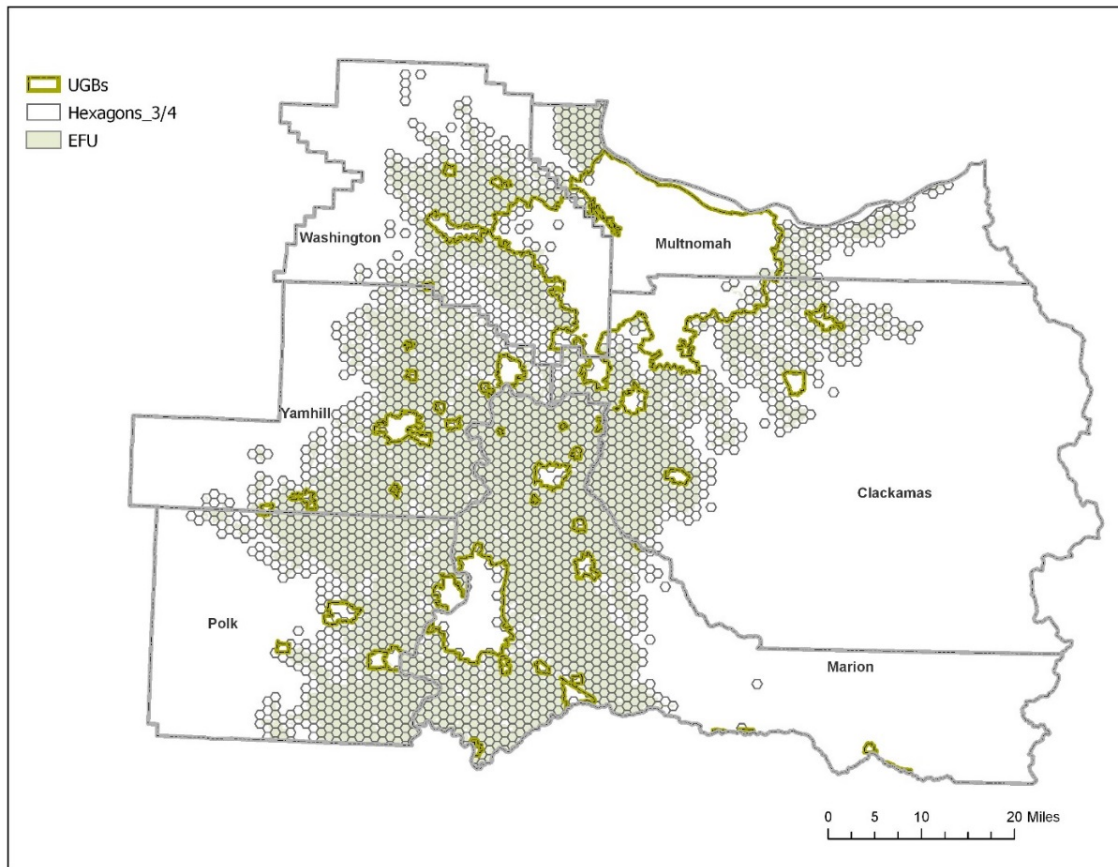 UGBs
Hexagons_3/4
EFU
Washington
Multnomah
Yamhill
Clackamas
Polk
Marion
0 5 10 20 Miles